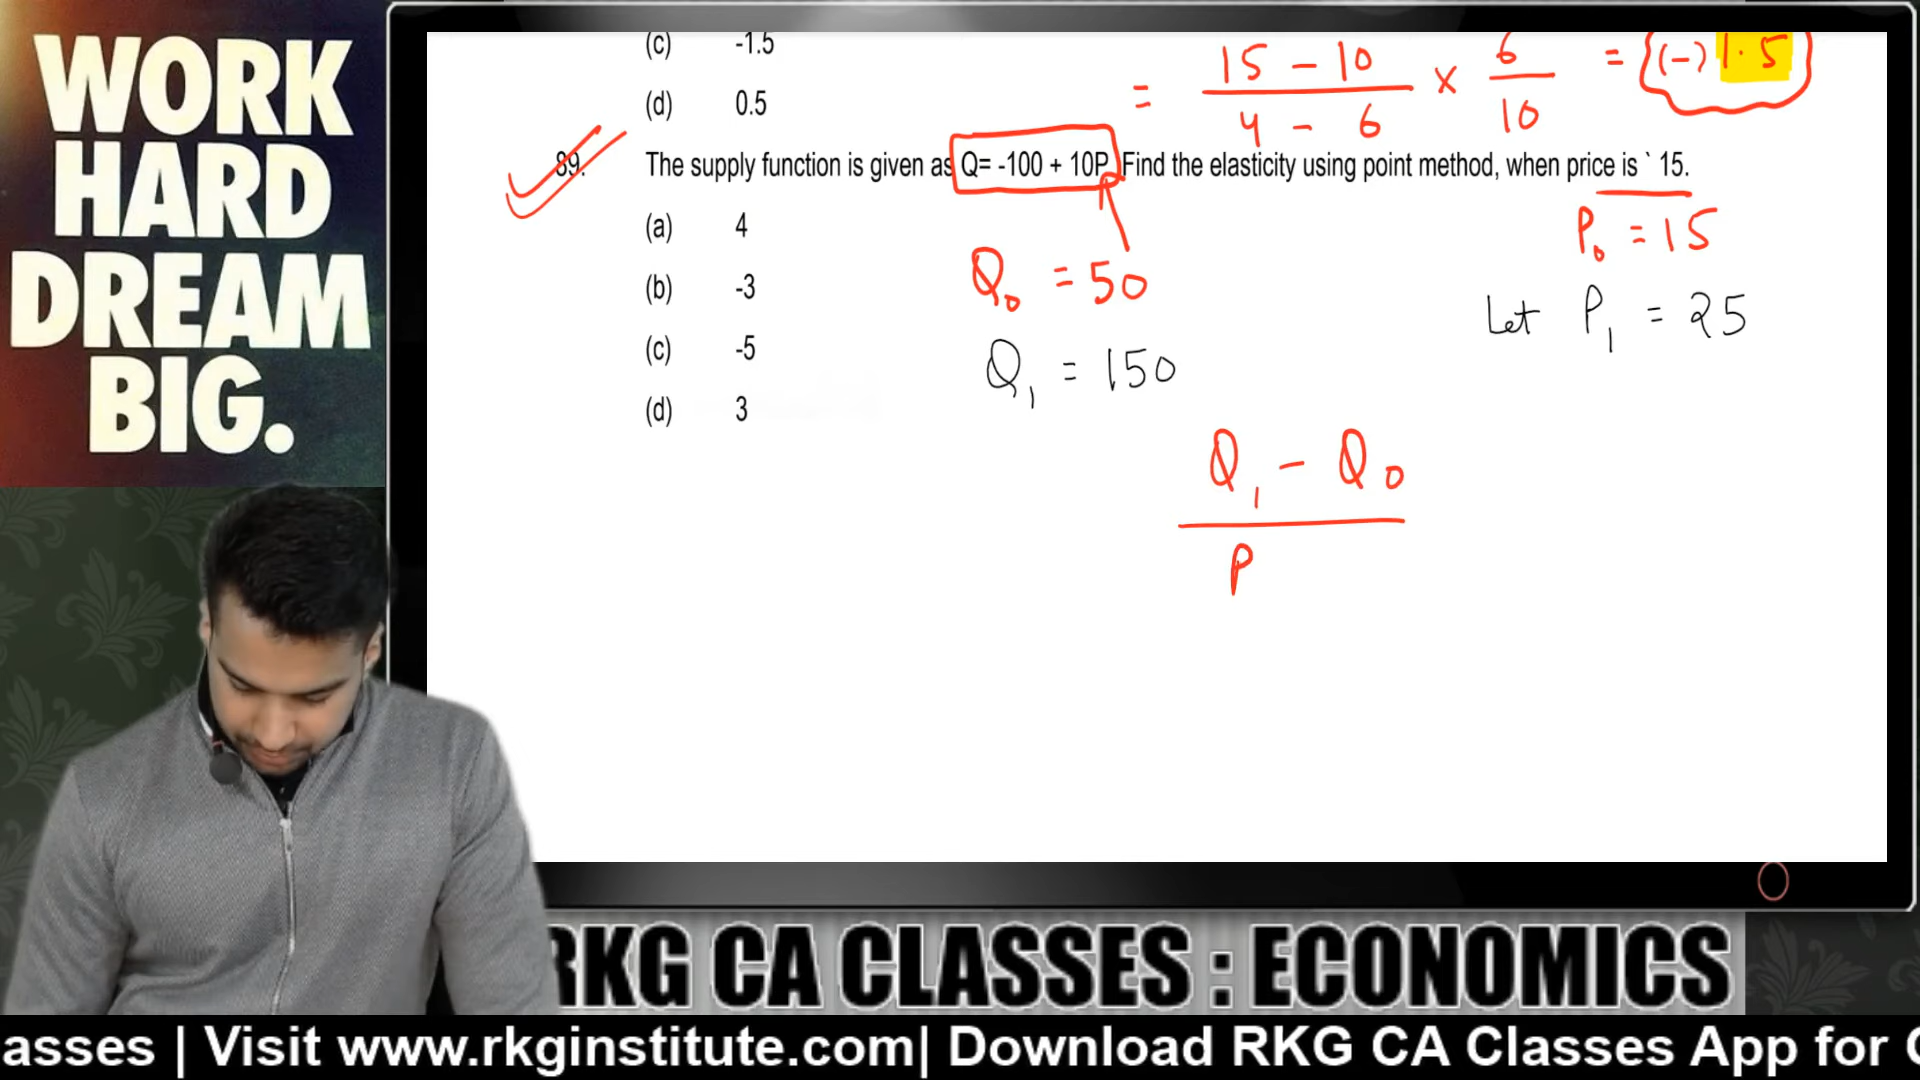 WORK
HARD
DREAM
BIG.
(c) -1.5
(d) 0.5
= 15 - 10 / 4 - 6 × 6 / 10 = (-) 1.5
89. The supply function is given as Q= -100 + 10P Find the elasticity using point method, when price is ` 15.
(a) 4
(b) -3
(c) -5
(d) 3
P0 = 15
Q0 = 50
Let P1 = 25
Q1 = 150
Q1 - Q0
P
RKG CA CLASSES : ECONOMICS
asses | Visit www.rkginstitute.com| Download RKG CA Classes App for